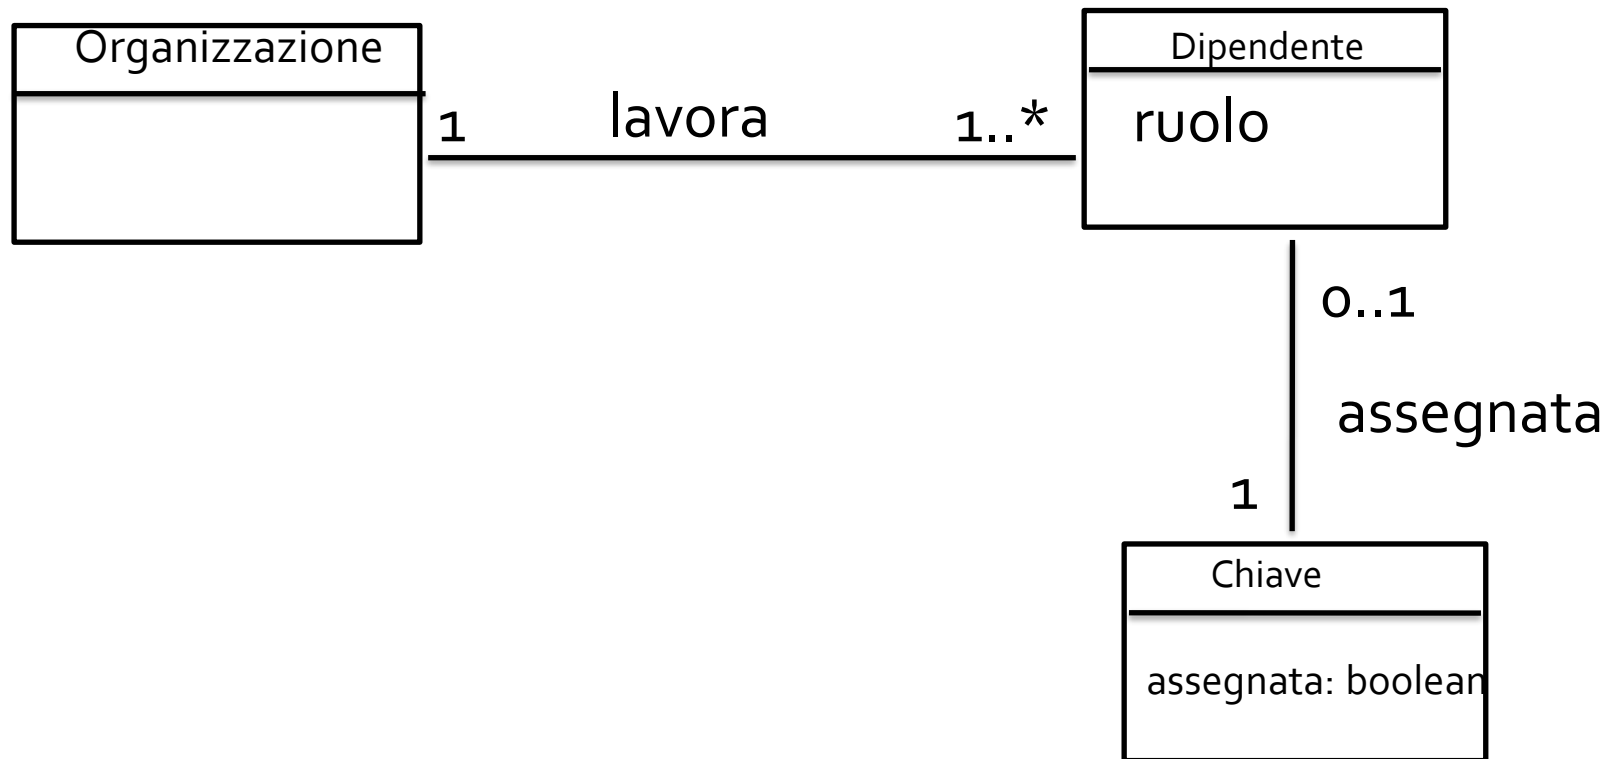 Organizzazione
Dipendente
1
lavora
1..*
ruolo
0..1
assegnata
1
Chiave
assegnata: boolean